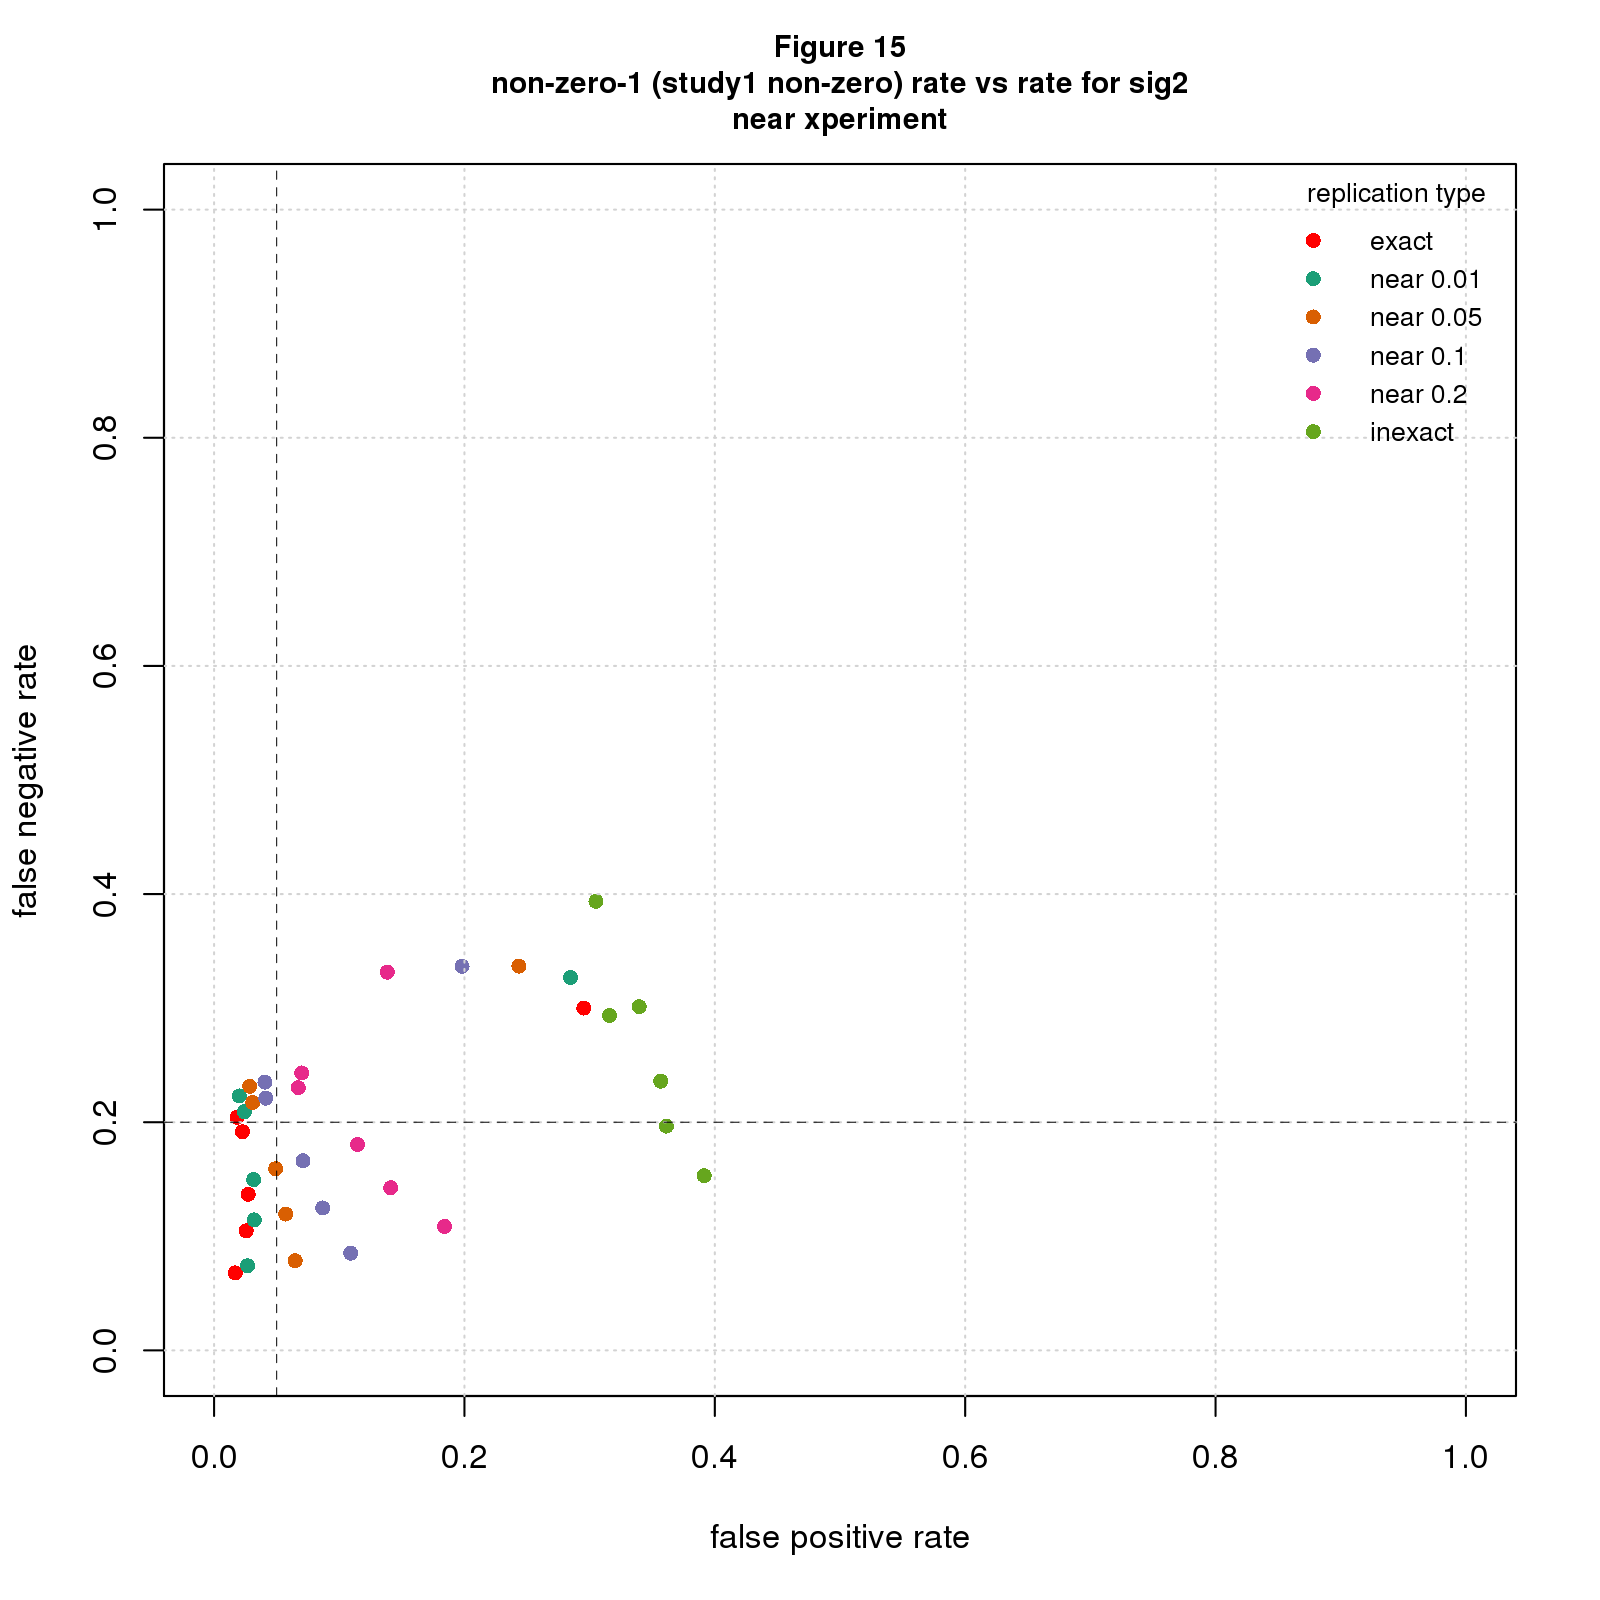 Figure 15
non-zero-1 (study1 non-zero) rate vs rate for sig2
near xperiment
replication type
exact
near 0.01
near 0.05
near 0.1
near 0.2
inexact
false negative rate
1.0
0.8
0.6
0.4
0.2
0.0
0.0 0.2 0.4 0.6 0.8 1.0
false positive rate